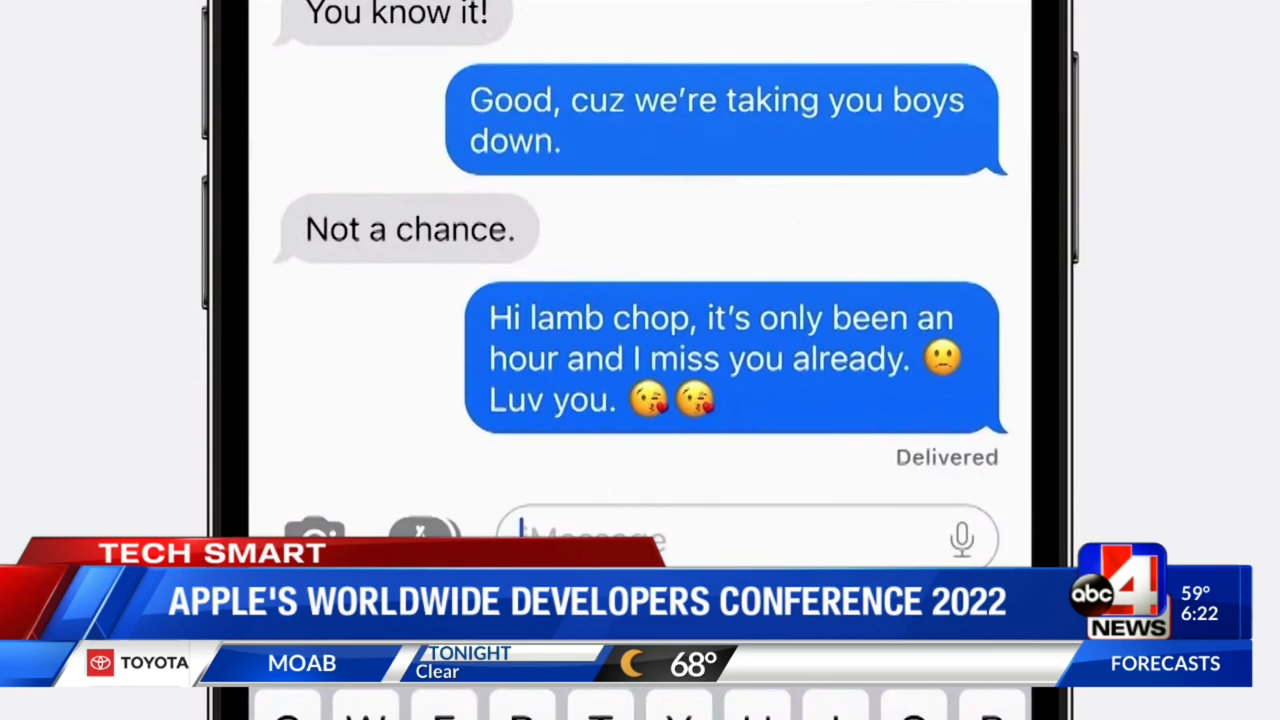 You know it!
Good, cuz we're taking you boys
down.
Not a chance.
Hi lamb chop, it's only been an
hour and I miss you already. 🙁
Luv you. 😘 😘
Delivered
iMessage
TECH SMART
APPLE'S WORLDWIDE DEVELOPERS CONFERENCE 2022
abc 4
NEWS
59°
6:22
TOYOTA
MOAB
TONIGHT
Clear
68°
FORECASTS